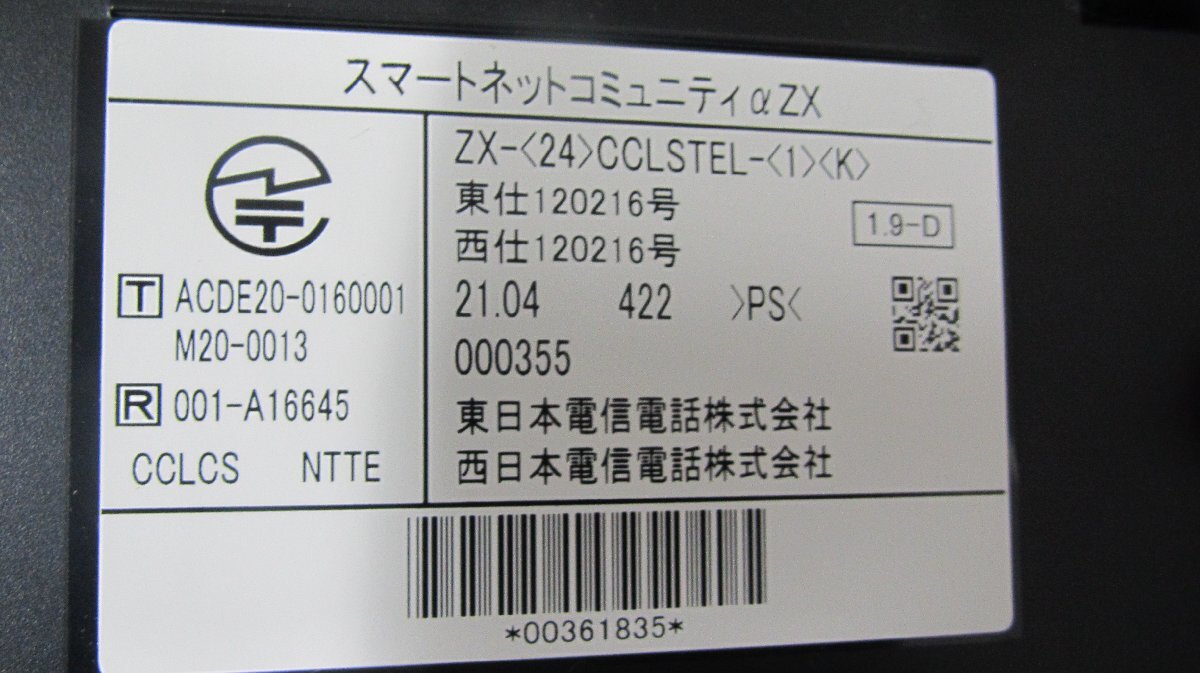 スマートネットコミュニティαZX
T ACDE20-0160001
M20-0013
R 001-A16645
CCLCS NTTE
ZX-<24>CCLSTEL-<1><K>
東仕120216号
西仕120216号
1.9-D
21.04 422 >PS<
000355
東日本電信電話株式会社
西日本電信電話株式会社
*00361835*